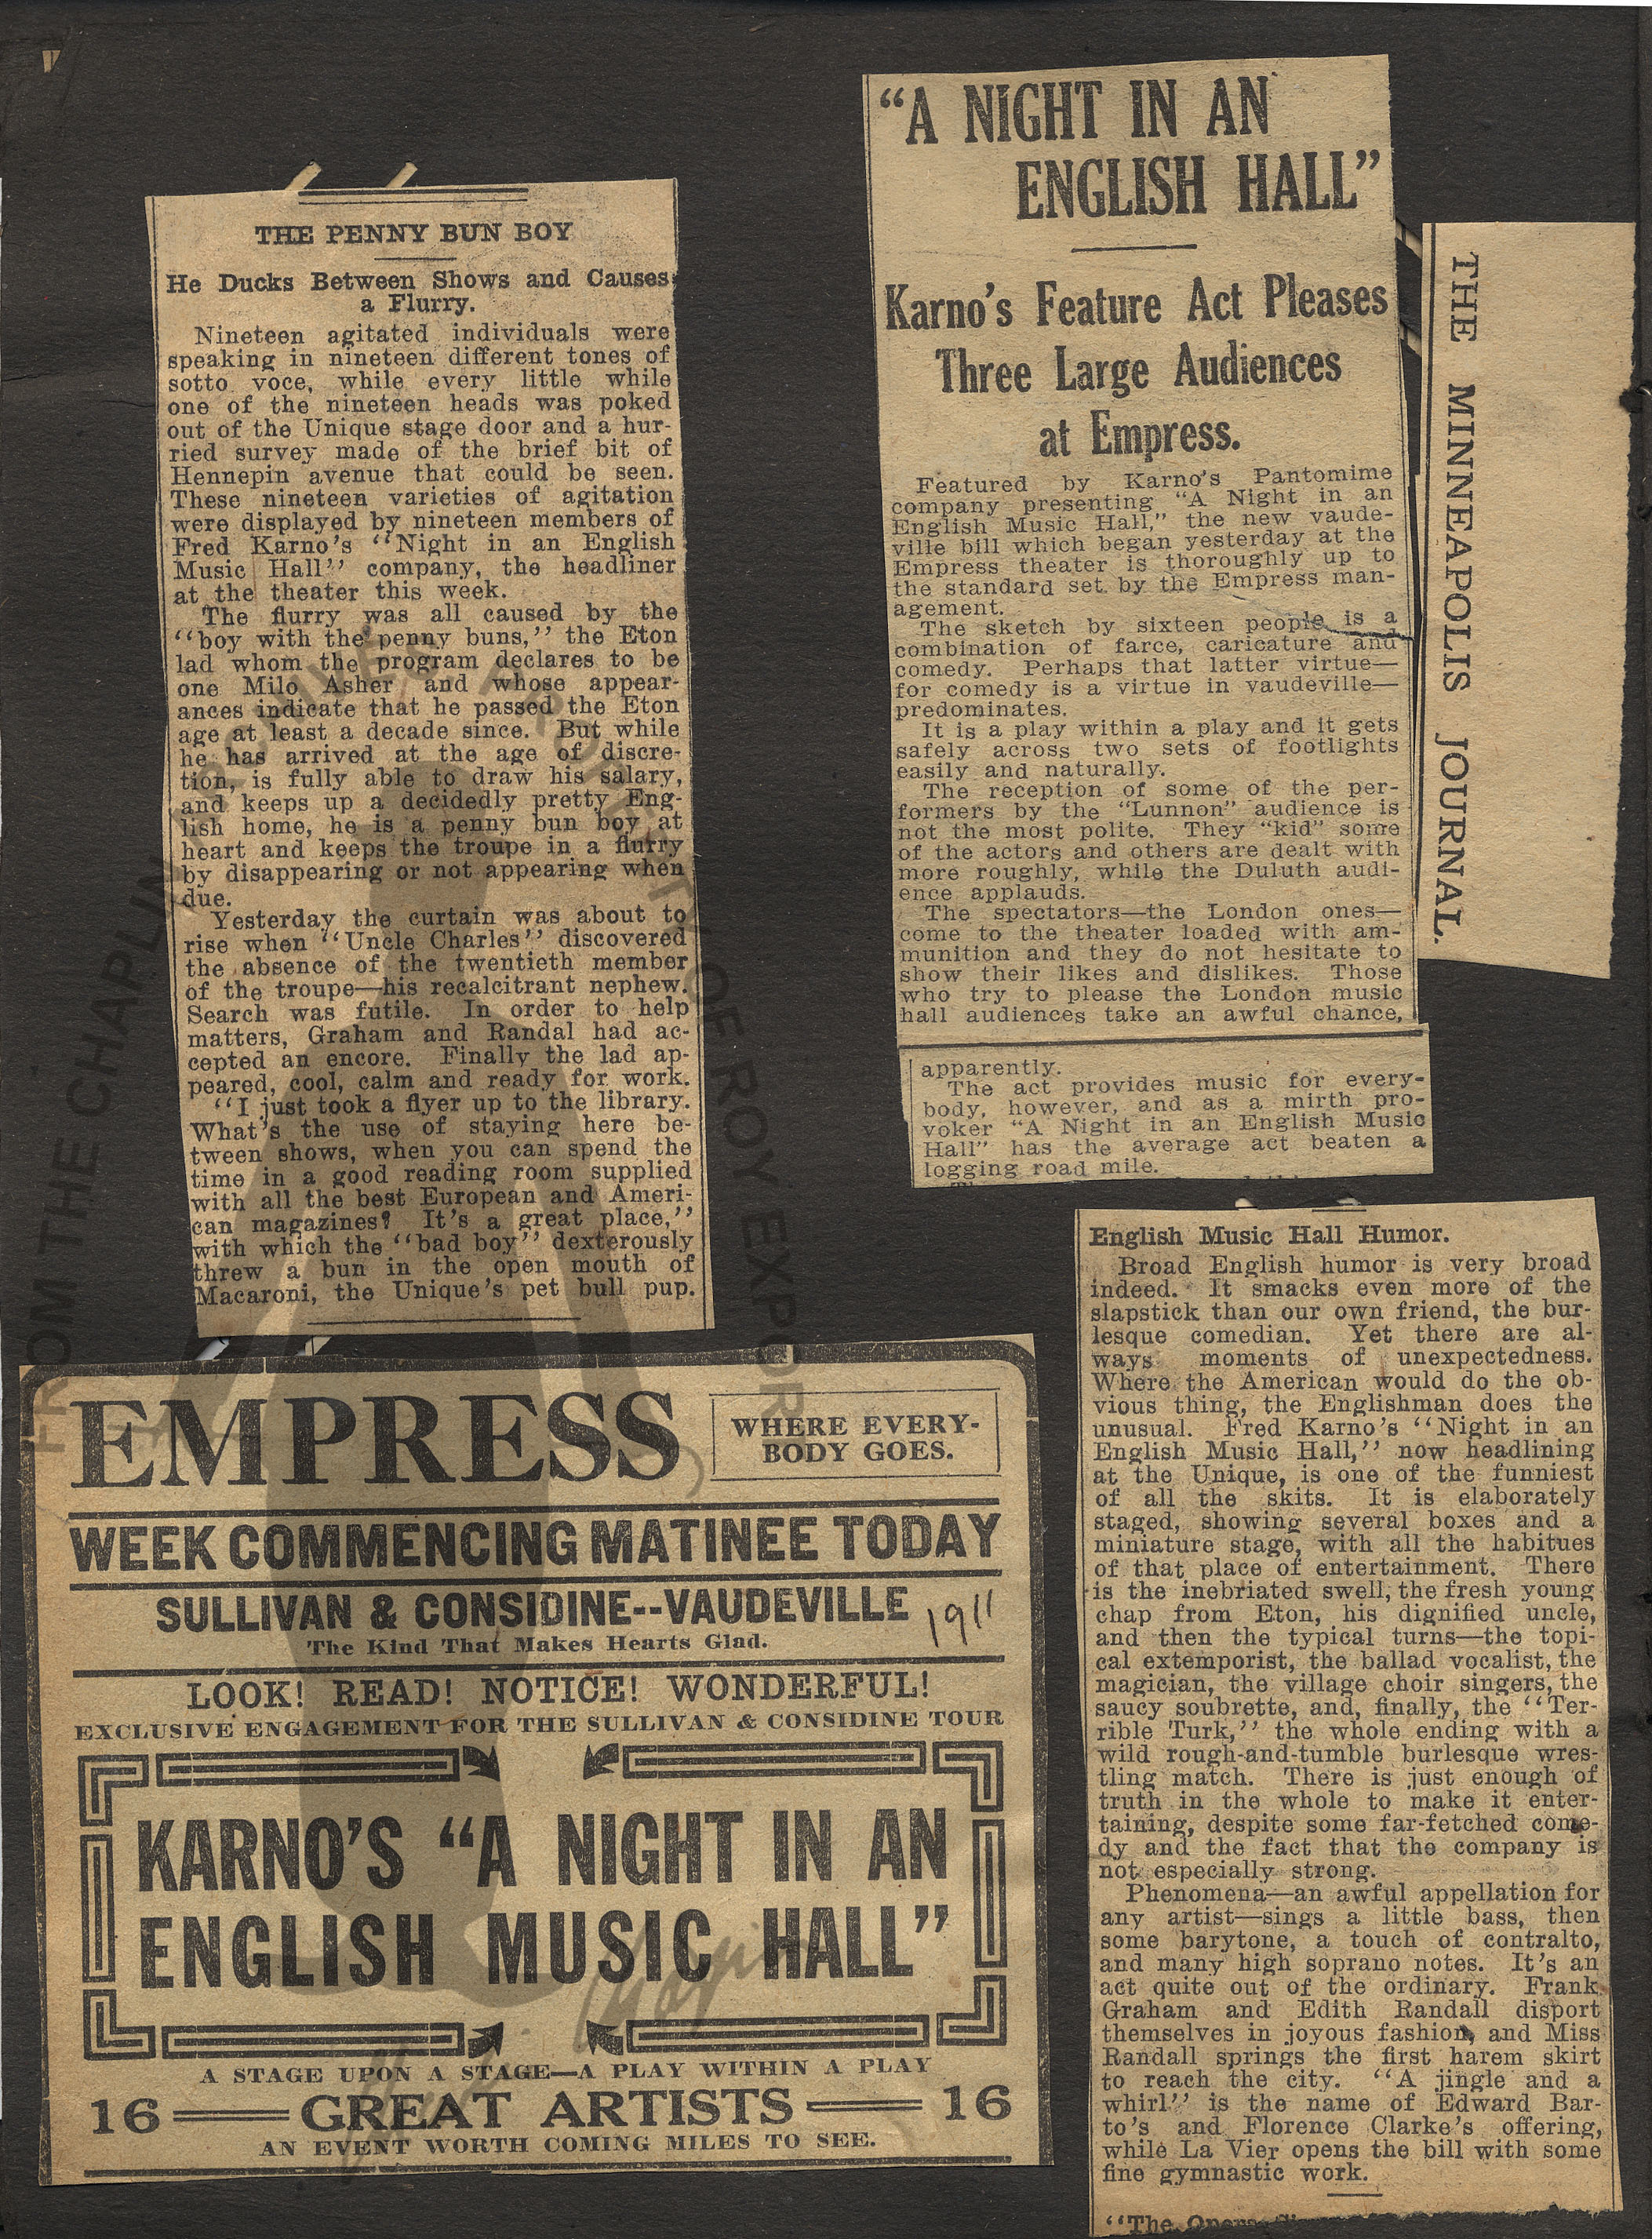 THE PENNY BUN BOY
He Ducks Between Shows and Causes
a Flurry.
Nineteen agitated individuals were
speaking in nineteen different tones of
sotto voce, while every little while
one of the nineteen heads was poked
out of the Unique stage door and a hur-
ried survey made of the brief bit of
Hennepin avenue that could be seen.
These nineteen varieties of agitation
were displayed by nineteen members of
Fred Karno's "Night in an English
Music Hall" company, the headliner
at the theater this week.
The flurry was all caused by the
"boy with the penny buns," the Eton
lad whom the program declares to be
one Milo Asher and whose appear-
ances indicate that he passed the Eton
age at least a decade since. But while
he has arrived at the age of discre-
tion, is fully able to draw his salary,
and keeps up a decidedly pretty Eng-
lish home, he is a penny bun boy at
heart and keeps the troupe in a flurry
by disappearing or not appearing when
due.
Yesterday the curtain was about to
rise when "Uncle Charles" discovered
the absence of the twentieth member
of the troupe—his recalcitrant nephew.
Search was futile. In order to help
matters, Graham and Randal had ac-
cepted an encore. Finally the lad ap-
peared, cool, calm and ready for work.
"I just took a flyer up to the library.
What's the use of staying here be-
tween shows, when you can spend the
time in a good reading room supplied
with all the best European and Ameri-
can magazines? It's a great place,"
with which the "bad boy" dexterously
threw a bun in the open mouth of
Macaroni, the Unique's pet bull pup.
"A NIGHT IN AN
ENGLISH HALL"
Karno's Feature Act Pleases
Three Large Audiences
at Empress.
Featured by Karno's Pantomime
company presenting "A Night in an
English Music Hall," the new vaude-
ville bill which began yesterday at the
Empress theater is thoroughly up to
the standard set by the Empress man-
agement.
The sketch by sixteen people is a
combination of farce, caricature and
comedy. Perhaps that latter virtue—
for comedy is a virtue in vaudeville—
predominates.
It is a play within a play and it gets
safely across two sets of footlights
easily and naturally.
The reception of some of the per-
formers by the "Lunnon" audience is
not the most polite. They "kid" some
of the actors and others are dealt with
more roughly, while the Duluth audi-
ence applauds.
The spectators—the London ones—
come to the theater loaded with am-
munition and they do not hesitate to
show their likes and dislikes. Those
who try to please the London music
hall audiences take an awful chance,
apparently.
The act provides music for every-
body, however, and as a mirth pro-
voker "A Night in an English Music
Hall" has the average act beaten a
logging road mile.
THE MINNEAPOLIS JOURNAL.
EMPRESS
WHERE EVERY-
BODY GOES.
WEEK COMMENCING MATINEE TODAY
SULLIVAN & CONSIDINE--VAUDEVILLE
1911
The Kind That Makes Hearts Glad.
LOOK! READ! NOTICE! WONDERFUL!
EXCLUSIVE ENGAGEMENT FOR THE SULLIVAN & CONSIDINE TOUR
KARNO'S "A NIGHT IN AN
ENGLISH MUSIC HALL"
A STAGE UPON A STAGE—A PLAY WITHIN A PLAY
16 GREAT ARTISTS 16
AN EVENT WORTH COMING MILES TO SEE.
English Music Hall Humor.
Broad English humor is very broad
indeed. It smacks even more of the
slapstick than our own friend, the bur-
lesque comedian. Yet there are al-
ways moments of unexpectedness.
Where the American would do the ob-
vious thing, the Englishman does the
unusual. Fred Karno's "Night in an
English Music Hall," now headlining
at the Unique, is one of the funniest
of all the skits. It is elaborately
staged, showing several boxes and a
miniature stage, with all the habitues
of that place of entertainment. There
is the inebriated swell, the fresh young
chap from Eton, his dignified uncle,
and then the typical turns—the topi-
cal extemporist, the ballad vocalist, the
magician, the village choir singers, the
saucy soubrette, and, finally, the "Ter-
rible Turk," the whole ending with a
wild rough-and-tumble burlesque wres-
tling match. There is just enough of
truth in the whole to make it enter-
taining, despite some far-fetched come-
dy and the fact that the company is
not especially strong.
Phenomena—an awful appellation for
any artist—sings a little bass, then
some barytone, a touch of contralto,
and many high soprano notes. It's an
act quite out of the ordinary. Frank
Graham and Edith Randall disport
themselves in joyous fashion, and Miss
Randall springs the first harem skirt
to reach the city. "A jingle and a
whirl" is the name of Edward Bar-
to's and Florence Clarke's offering,
while La Vier opens the bill with some
fine gymnastic work.
"The
FROM THE CHAPLIN ARCHIVES PROPERTY OF ROY EXPORT